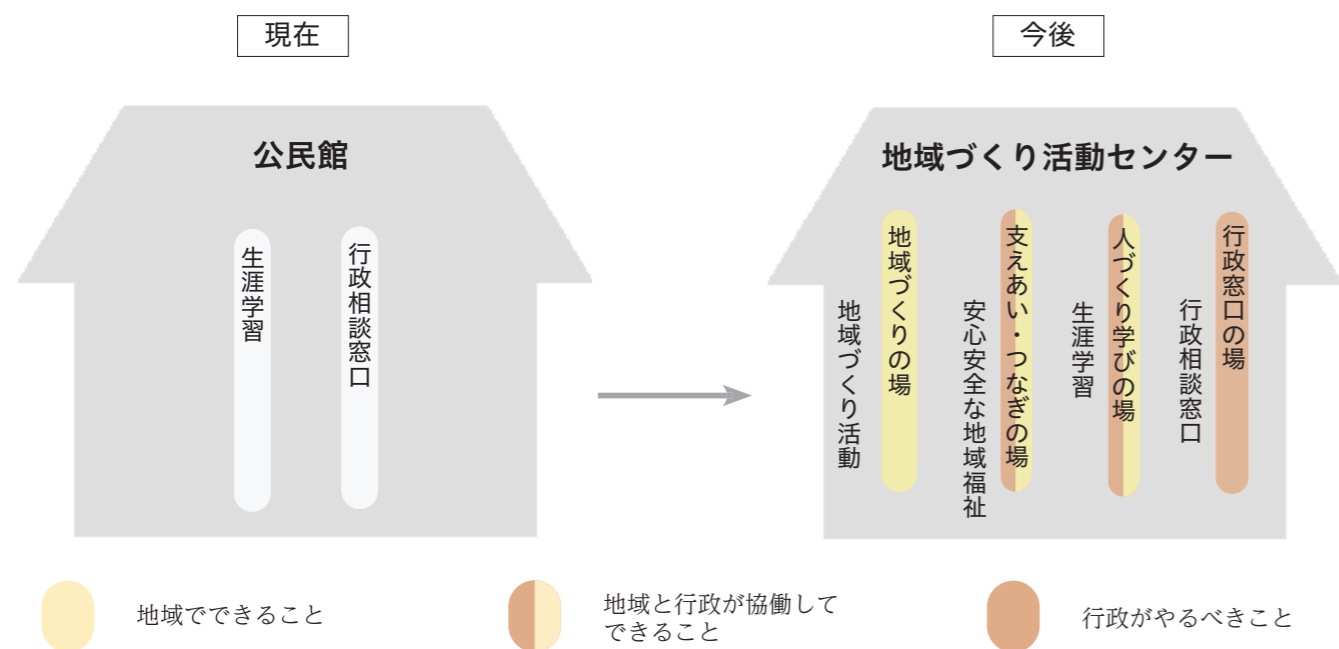 現在
公民館
生涯学習
行政相談窓口
今後
地域づくり活動センター
地域づくりの場
地域づくり活動
支えあい・つなぎの場
安心安全な地域福祉
人づくり学びの場
生涯学習
行政窓口の場
行政相談窓口
地域でできること
地域と行政が協働して
できること
行政がやるべきこと